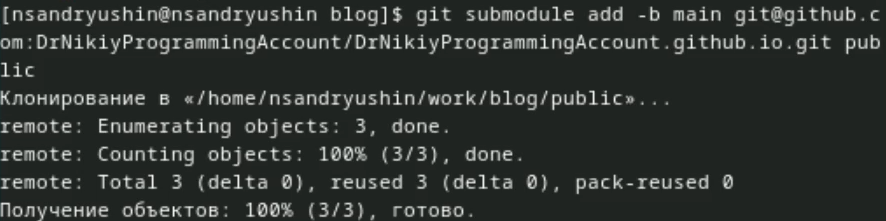 [nsandryushin@nsandryushin blog]$ git submodule add -b main git@github.c
om:DrNikiyProgrammingAccount/DrNikiyProgrammingAccount.github.io.git pub
lic
Клонирование в «/home/nsandryushin/work/blog/public»...
remote: Enumerating objects: 3, done.
remote: Counting objects: 100% (3/3), done.
remote: Total 3 (delta 0), reused 3 (delta 0), pack-reused 0
Получение объектов: 100% (3/3), готово.